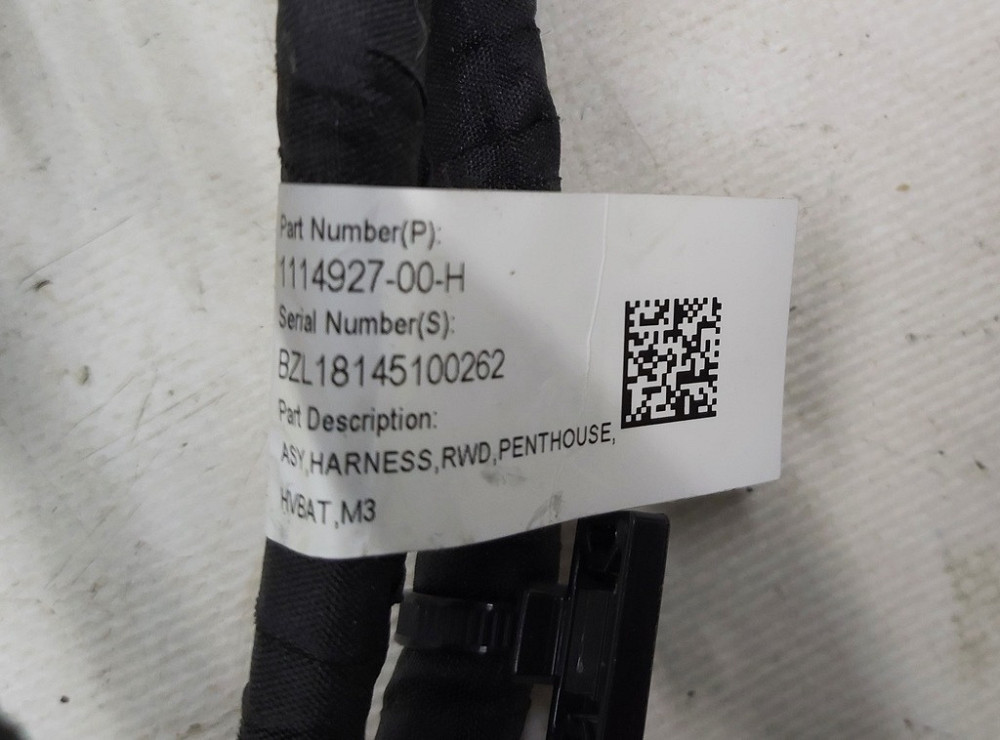 Part Number(P):
1114927-00-H
Serial Number(S):
BZL18145100262
Part Description:
ASY,HARNESS,RWD,PENTHOUSE,
HVBAT,M3